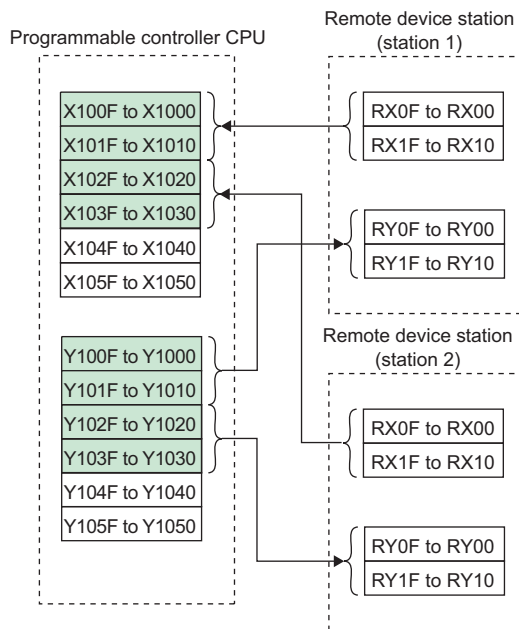 Programmable controller CPU
X100F to X1000
X101F to X1010
X102F to X1020
X103F to X1030
X104F to X1040
X105F to X1050
Y100F to Y1000
Y101F to Y1010
Y102F to Y1020
Y103F to Y1030
Y104F to Y1040
Y105F to Y1050
Remote device station
(station 1)
RX0F to RX00
RX1F to RX10
RY0F to RY00
RY1F to RY10
Remote device station
(station 2)
RX0F to RX00
RX1F to RX10
RY0F to RY00
RY1F to RY10